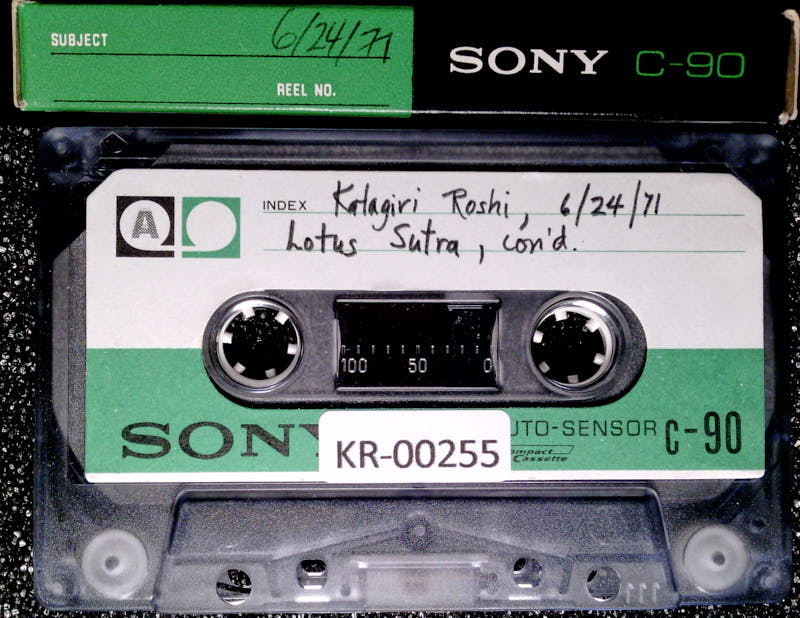 SUBJECT 6/24/71
REEL NO.
SONY C-90
A
INDEX Katagiri Roshi, 6/24/71
Lotus Sutra, con'd.
100 50 0
SONY
UTO-SENSOR C-90
ompact
Cassette
KR-00255